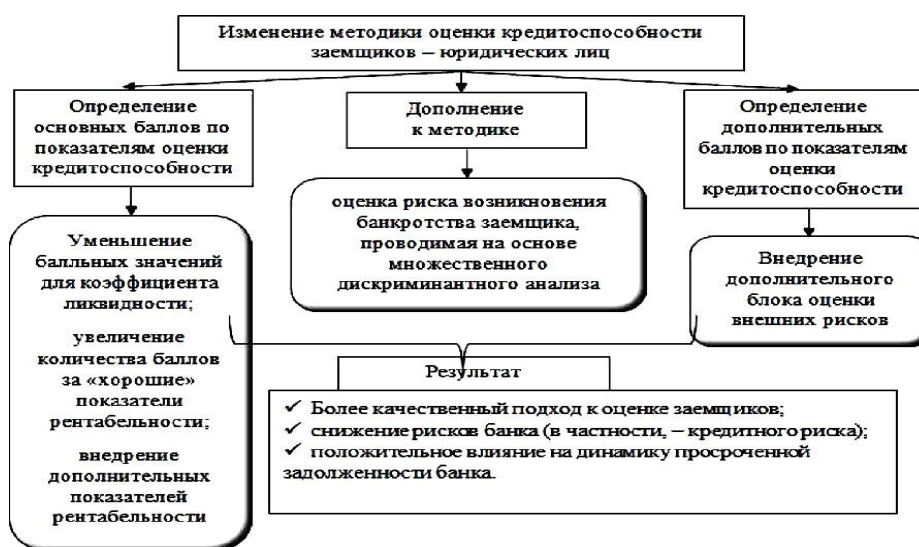 Изменение методики оценки кредитоспособности
заемщиков – юридических лиц
Определение
основных баллов по
показателям оценки
кредитоспособности
Дополнение
к методике
Определение
дополнительных
баллов по показателям
оценки
кредитоспособности
Уменьшение
балльных значений
для коэффициента
ликвидности;
увеличение
количества баллов
за «хорошие»
показатели
рентабельности;
внедрение
дополнительных
показателей
рентабельности
оценка риска возникновения
банкротства заемщика,
проводимая на основе
множественного
дискриминантного анализа
Внедрение
дополнительного
блока оценки
внешних рисков
Результат
✓ Более качественный подход к оценке заемщиков;
✓ снижение рисков банка (в частности, – кредитного риска);
✓ положительное влияние на динамику просроченной
задолженности банка.